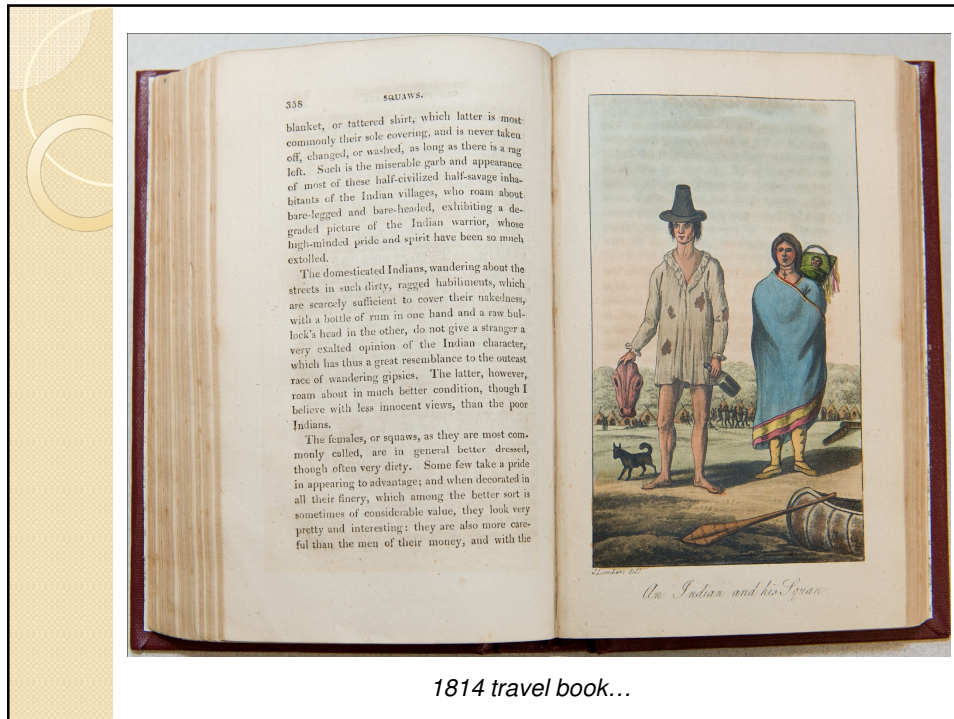 358
SQUAWS.
blanket, or tattered shirt, which latter is most
commonly their sole covering, and is never taken
off, changed, or washed, as long as there is a rag
left. Such is the miserable garb and appearance
of most of these half-civilized half-savage inha-
bitants of the Indian villages, who roam about
bare-legged and bare-headed, exhibiting a de-
graded picture of the Indian warrior, whose
high-minded pride and spirit have been so much
extolled.
The domesticated Indians, wandering about the
streets in such dirty, ragged habiliments, which
are scarcely sufficient to cover their nakedness,
with a bottle of rum in one hand and a raw bul-
lock's head in the other, do not give a stranger a
very exalted opinion of the Indian character,
which has thus a great resemblance to the outcast
race of wandering gipsies. The latter, however,
roam about in much better condition, though I
believe with less innocent views, than the poor
Indians.
The females, or squaws, as they are most com-
monly called, are in general better dressed,
though often very dirty. Some few take a pride
in appearing to advantage; and when decorated in
all their finery, which among the better sort is
sometimes of considerable value, they look very
pretty and interesting: they are also more care-
ful than the men of their money, and with the
J Lambert del.
An Indian and his Squaw
1814 travel book…